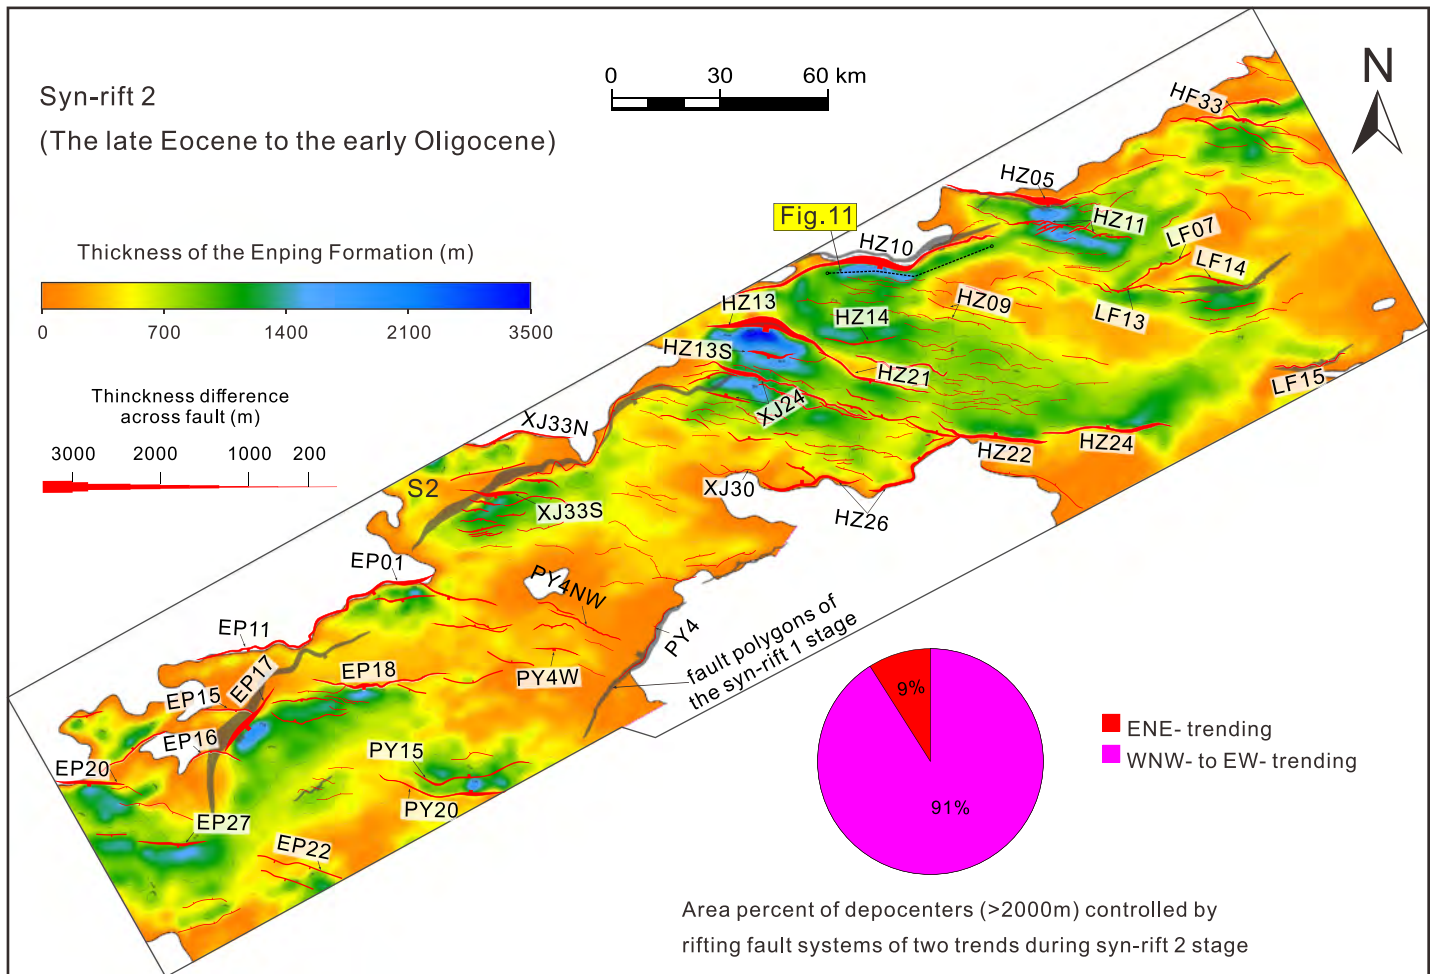 Syn-rift 2
(The late Eocene to the early Oligocene)
0 30 60 km
N
Thickness of the Enping Formation (m)
0 700 1400 2100 3500
Thinckness difference
across fault (m)
3000 2000 1000 200
Fig.11
HF33
HZ05
HZ11
HZ10
LF07
LF14
HZ13
HZ14
HZ09
LF13
HZ13S
HZ21
LF15
XJ24
XJ33N
HZ24
HZ22
S2
XJ30
XJ33S
HZ26
EP01
PY4NW
PY4
EP11
EP17
EP18
PY4W
EP15
EP16
EP20
PY15
PY20
EP27
EP22
fault polygons of
the syn-rift 1 stage
9%
91%
ENE- trending
WNW- to EW- trending
Area percent of depocenters (>2000m) controlled by
rifting fault systems of two trends during syn-rift 2 stage